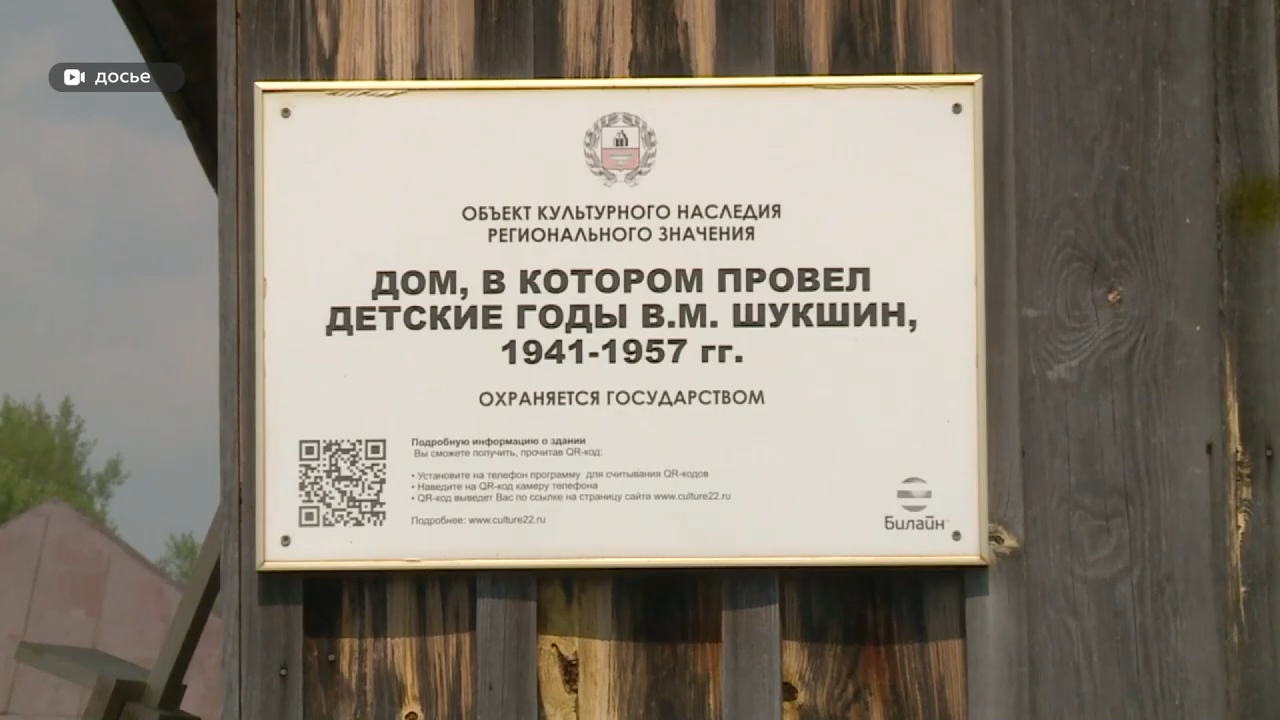 досье
ОБЪЕКТ КУЛЬТУРНОГО НАСЛЕДИЯ
РЕГИОНАЛЬНОГО ЗНАЧЕНИЯ
ДОМ, В КОТОРОМ ПРОВЕЛ
ДЕТСКИЕ ГОДЫ В.М. ШУКШИН,
1941-1957 гг.
ОХРАНЯЕТСЯ ГОСУДАРСТВОМ
Подробную информацию о здании
Вы сможете получить, прочитав QR-код:
• Установите на телефон программу для считывания QR-кодов
• Наведите на QR-код камеру телефона
• QR-код выведет Вас по ссылке на страницу сайта www.culture22.ru
Подробнее: www.culture22.ru
Билайн